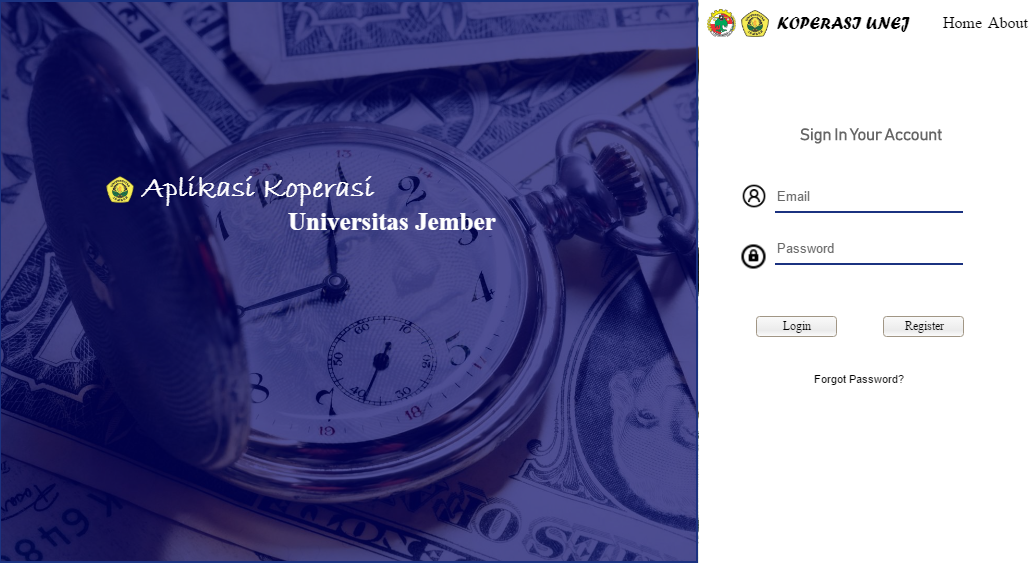 KOPERASI UNEJ
Home About
Aplikasi Koperasi
Universitas Jember
Sign In Your Account
Email
Password
Login
Register
Forgot Password?